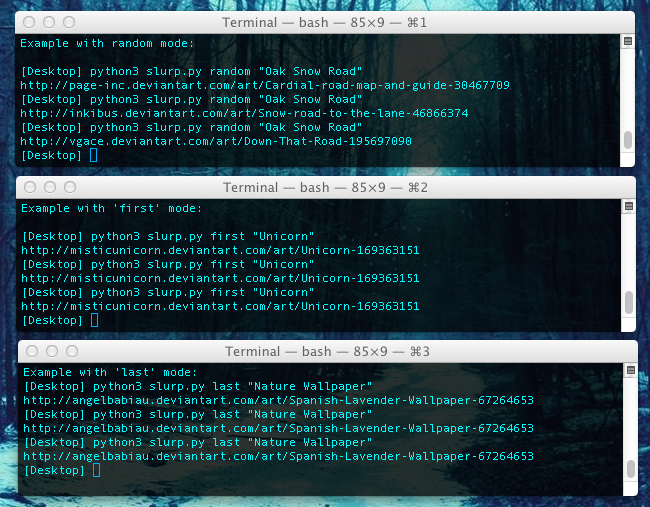 Terminal — bash — 85×9 — ⌘1
Example with random mode:
[Desktop] python3 slurp.py random "Oak Snow Road"
http://page-inc.deviantart.com/art/Cardial-road-map-and-guide-30467709
[Desktop] python3 slurp.py random "Oak Snow Road"
http://inkibus.deviantart.com/art/Snow-road-to-the-lane-46866374
[Desktop] python3 slurp.py random "Oak Snow Road"
http://vgace.deviantart.com/art/Down-That-Road-195697090
[Desktop]
Terminal — bash — 85×9 — ⌘2
Example with 'first' mode:
[Desktop] python3 slurp.py first "Unicorn"
http://misticunicorn.deviantart.com/art/Unicorn-169363151
[Desktop] python3 slurp.py first "Unicorn"
http://misticunicorn.deviantart.com/art/Unicorn-169363151
[Desktop] python3 slurp.py first "Unicorn"
http://misticunicorn.deviantart.com/art/Unicorn-169363151
[Desktop]
Terminal — bash — 85×9 — ⌘3
Example with 'last' mode:
[Desktop] python3 slurp.py last "Nature Wallpaper"
http://angelbabiau.deviantart.com/art/Spanish-Lavender-Wallpaper-67264653
[Desktop] python3 slurp.py last "Nature Wallpaper"
http://angelbabiau.deviantart.com/art/Spanish-Lavender-Wallpaper-67264653
[Desktop] python3 slurp.py last "Nature Wallpaper"
http://angelbabiau.deviantart.com/art/Spanish-Lavender-Wallpaper-67264653
[Desktop]